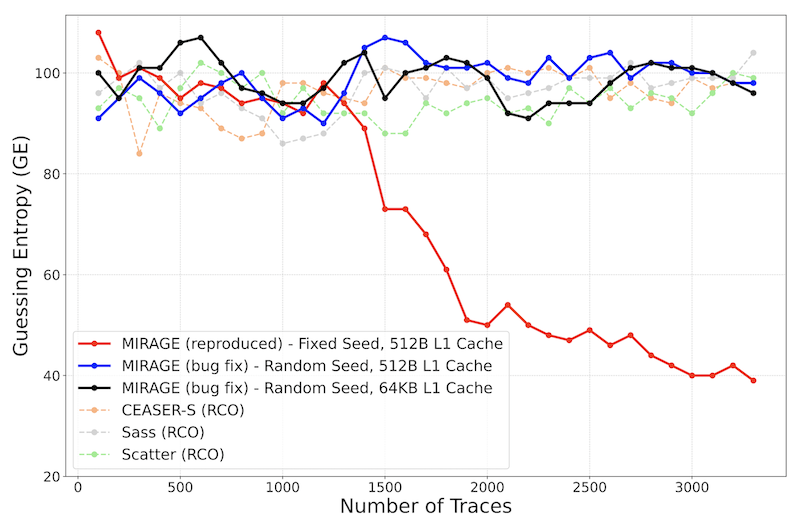 100
80
60
40
20
Guessing Entropy (GE)
MIRAGE (reproduced) - Fixed Seed, 512B L1 Cache
MIRAGE (bug fix) - Random Seed, 512B L1 Cache
MIRAGE (bug fix) - Random Seed, 64KB L1 Cache
CEASER-S (RCO)
Sass (RCO)
Scatter (RCO)
0 500 1000 1500 2000 2500 3000
Number of Traces